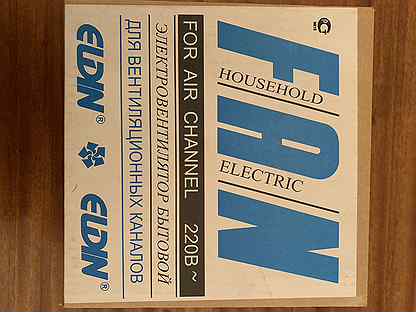 FAN
HOUSEHOLD ELECTRIC
FOR AIR CHANNEL 220В~
ЭЛЕКТРОВЕНТИЛЯТОР БЫТОВОЙ
ДЛЯ ВЕНТИЛЯЦИОННЫХ КАНАЛОВ
ELDIN® ELDIN®